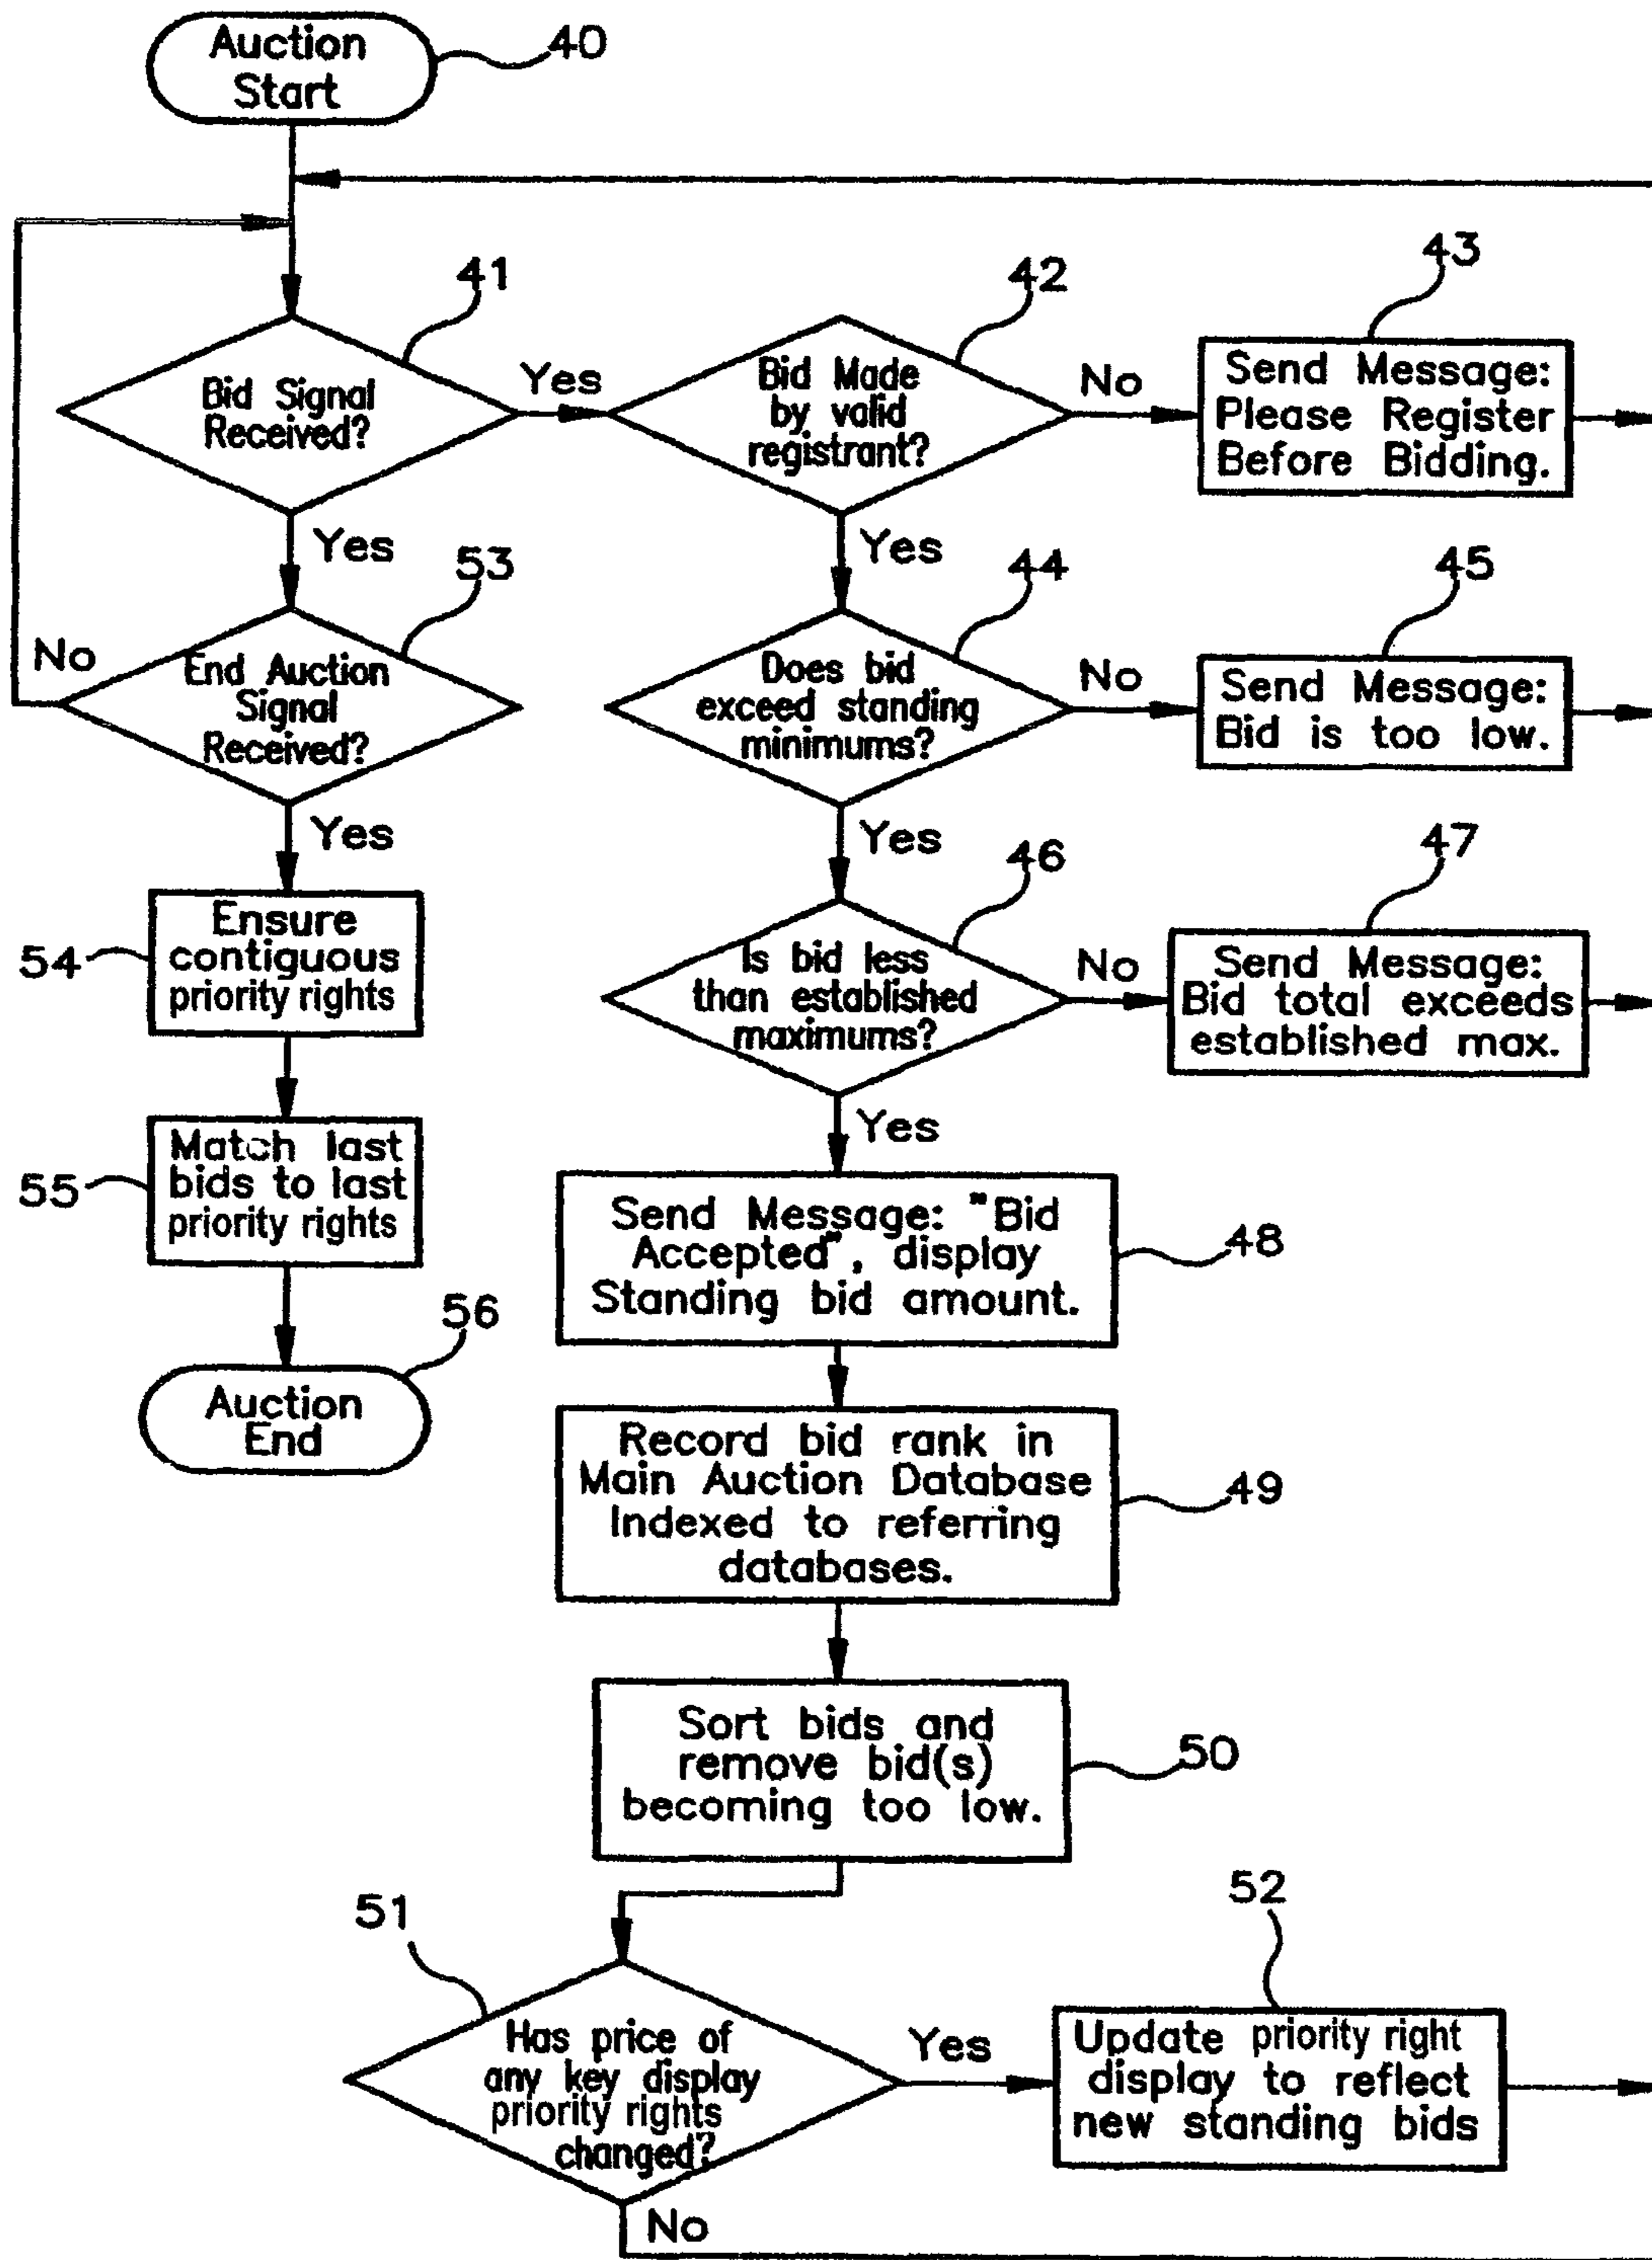 Auction
Start
40
41
Bid Signal
Received?
Yes
42
Bid Made
by valid
registrant?
No
43
Send Message:
Please Register
Before Bidding.
Yes
53
End Auction
Signal
Received?
No
Yes
44
Does bid
exceed standing
minimums?
No
45
Send Message:
Bid is too low.
Yes
54
Ensure
contiguous
priority rights
Yes
46
Is bid less
than established
maximums?
No
47
Send Message:
Bid total exceeds
established max.
55
Match last
bids to last
priority rights
Yes
Send Message: "Bid
Accepted", display
Standing bid amount.
48
56
Auction
End
Record bid rank in
Main Auction Database
Indexed to referring
databases.
49
Sort bids and
remove bid(s)
becoming too low.
50
51
Has price of
any key display
priority rights
changed?
Yes
52
Update priority right
display to reflect
new standing bids
No